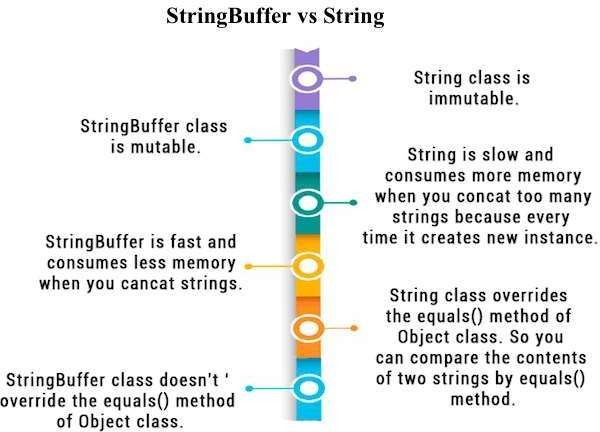 StringBuffer vs String
String class is
immutable.
StringBuffer class
is mutable.
String is slow and
consumes more memory
when you concat too many
strings because every
time it creates new instance.
StringBuffer is fast and
consumes less memory
when you cancat strings.
String class overrides
the equals() method of
Object class. So you
can compare the contents
of two strings by equals()
method.
StringBuffer class doesn't '
override the equals() method
of Object class.